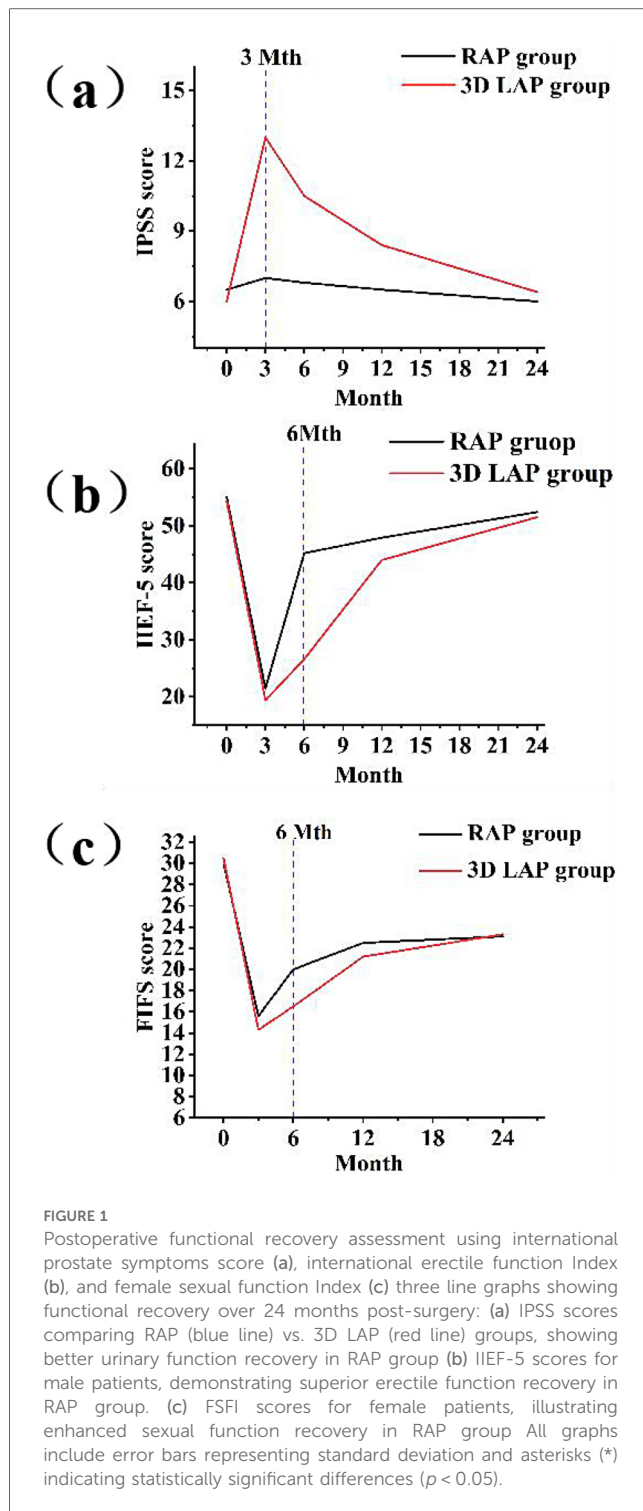 (a)
3 Mth
RAP group
3D LAP group
IPSS score
15
12
9
6
0 3 6 9 12 15 18 21 24
Month
(b)
6Mth
RAP gruop
3D LAP group
IIEF-5 score
60
50
30
20
0 3 6 9 12 15 18 21 24
Month
(c)
6 Mth
RAP group
3D LAP group
FIFS score
32
30
28
26
24
22
20
16
14
12
10
8
6
0 6 12 18 24
Month
FIGURE 1
Postoperative functional recovery assessment using international
prostate symptoms score (a), international erectile function Index
(b), and female sexual function Index (c) three line graphs showing
functional recovery over 24 months post-surgery: (a) IPSS scores
comparing RAP (blue line) vs. 3D LAP (red line) groups, showing
better urinary function recovery in RAP group (b) IIEF-5 scores for
male patients, demonstrating superior erectile function recovery in
RAP group. (c) FSFI scores for female patients, illustrating
enhanced sexual function recovery in RAP group All graphs
include error bars representing standard deviation and asterisks (*)
indicating statistically significant differences (p < 0.05).